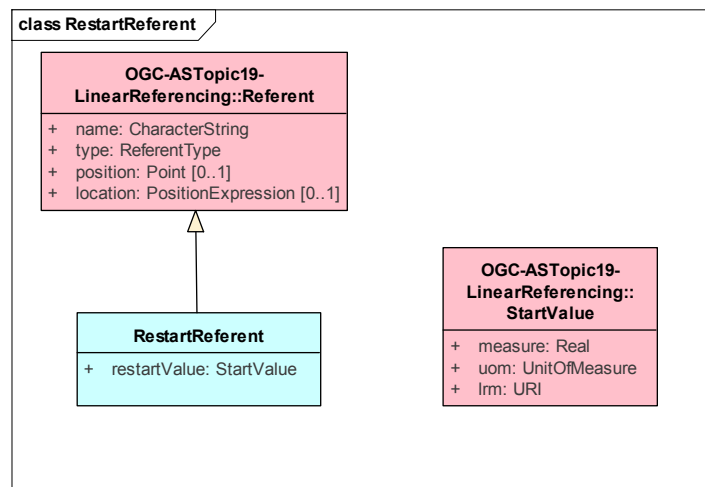 class RestartReferent
OGC-ASTopic19-
LinearReferencing::Referent
+ name: CharacterString
+ type: ReferentType
+ position: Point [0..1]
+ location: PositionExpression [0..1]
RestartReferent
+ restartValue: StartValue
OGC-ASTopic19-
LinearReferencing::
StartValue
+ measure: Real
+ uom: UnitOfMeasure
+ lrm: URI